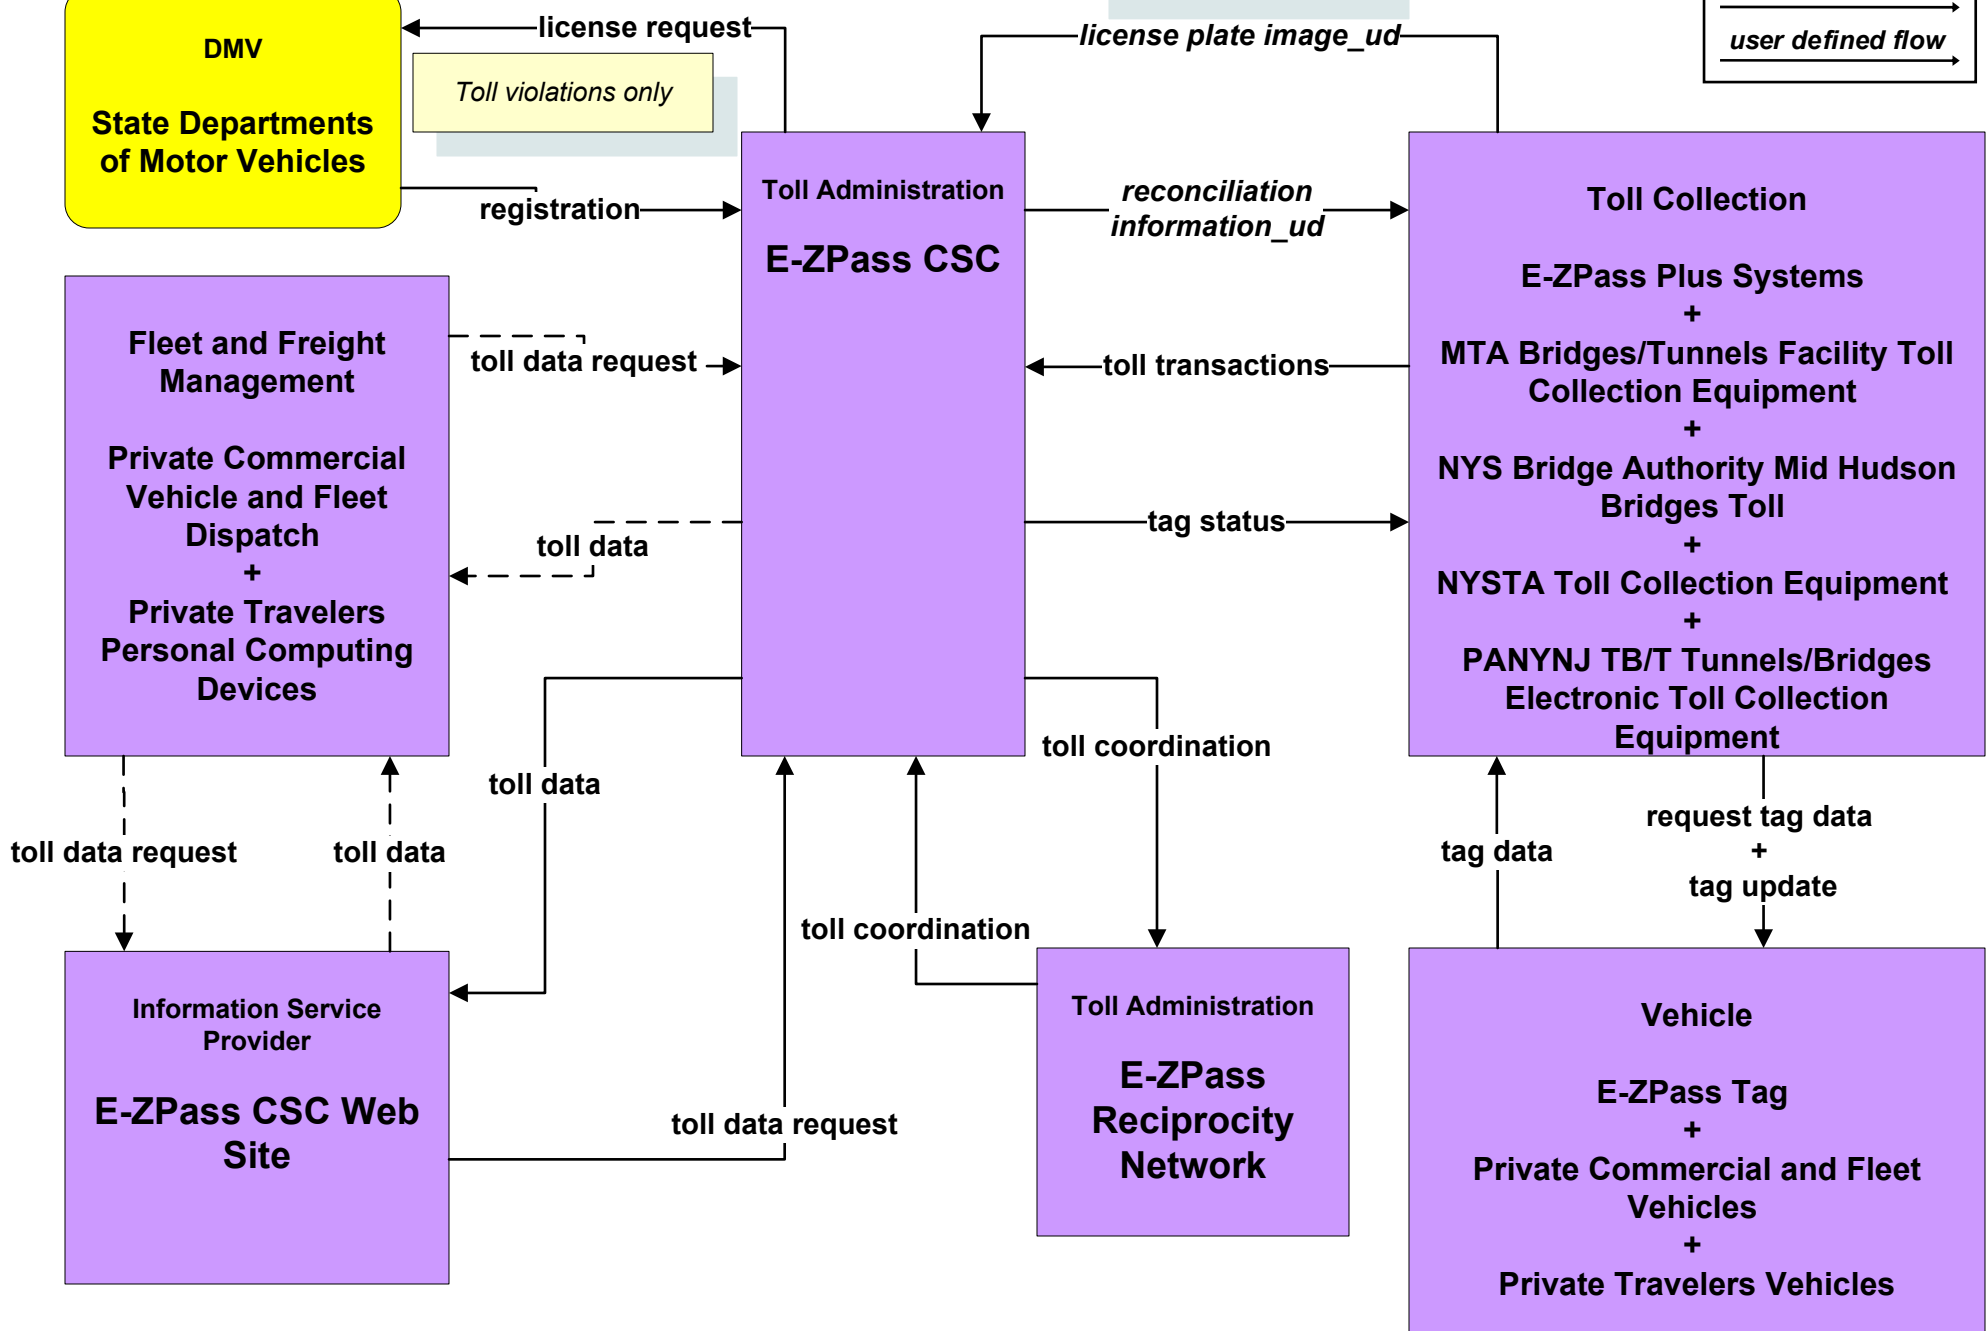 license request
license plate image_ud
user defined flow
DMV
State Departments
of Motor Vehicles
Toll violations only
registration
Toll Administration
E-ZPass CSC
reconciliation
information_ud
Toll Collection
E-ZPass Plus Systems
+
MTA Bridges/Tunnels Facility Toll
Collection Equipment
+
NYS Bridge Authority Mid Hudson
Bridges Toll
+
NYSTA Toll Collection Equipment
+
PANYNJ TB/T Tunnels/Bridges
Electronic Toll Collection
Equipment
Fleet and Freight
Management
Private Commercial
Vehicle and Fleet
Dispatch
+
Private Travelers
Personal Computing
Devices
toll data request
toll transactions
toll data
tag status
toll coordination
toll data
toll data request
toll data
toll coordination
tag data
request tag data
+
tag update
Information Service
Provider
E-ZPass CSC Web
Site
toll data request
Toll Administration
E-ZPass
Reciprocity
Network
Vehicle
E-ZPass Tag
+
Private Commercial and Fleet
Vehicles
+
Private Travelers Vehicles